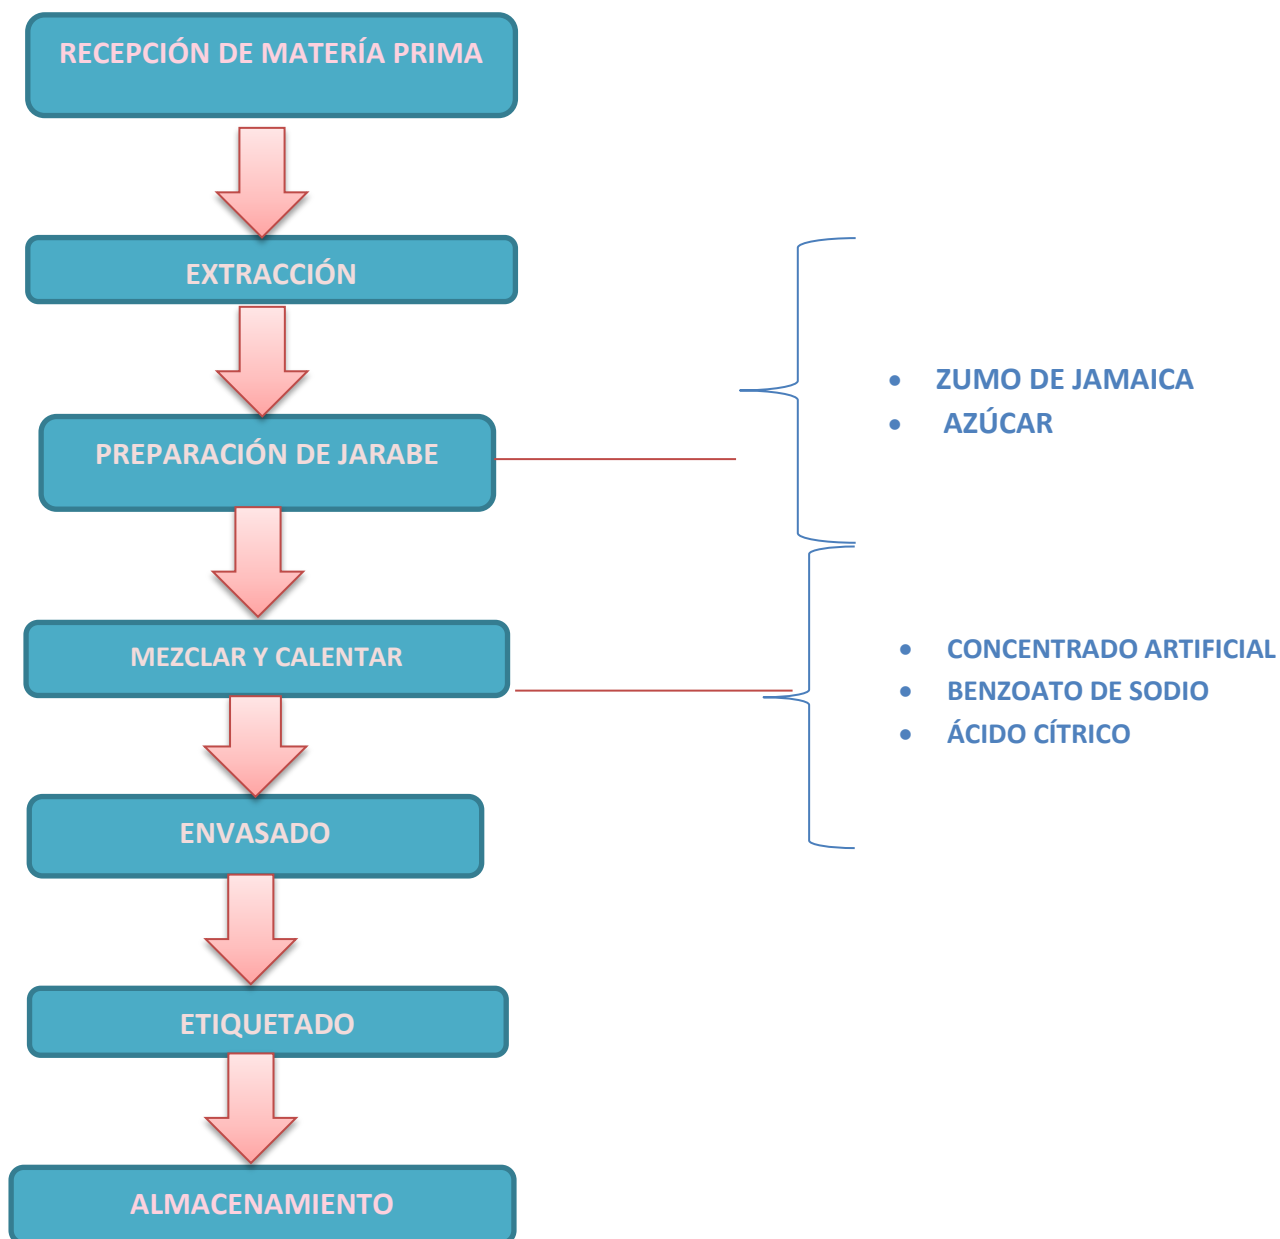 RECEPCIÓN DE MATERÍA PRIMA
EXTRACCIÓN
PREPARACIÓN DE JARABE
• ZUMO DE JAMAICA
• AZÚCAR
MEZCLAR Y CALENTAR
• CONCENTRADO ARTIFICIAL
• BENZOATO DE SODIO
• ÁCIDO CÍTRICO
ENVASADO
ETIQUETADO
ALMACENAMIENTO